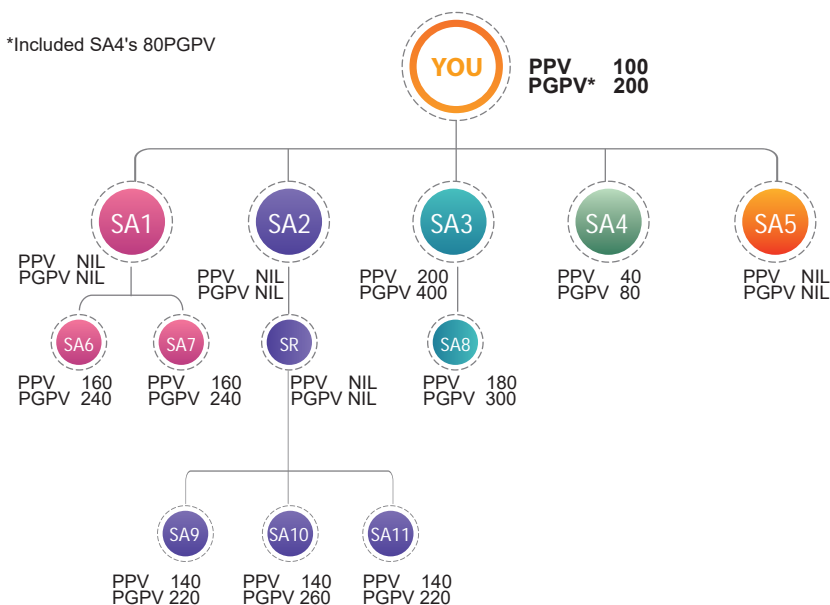 *Included SA4's 80PGPV
YOU
PPV 100
PGPV* 200
SA1
SA2
SA3
SA4
SA5
PPV NIL
PGPV NIL
PPV NIL
PGPV NIL
PPV 200
PGPV 400
PPV 40
PGPV 80
PPV NIL
PGPV NIL
SA6
SA7
SR
SA8
PPV 160
PGPV 240
PPV 160
PGPV 240
PPV NIL
PGPV NIL
PPV 180
PGPV 300
SA9
SA10
SA11
PPV 140
PGPV 220
PPV 140
PGPV 260
PPV 140
PGPV 220